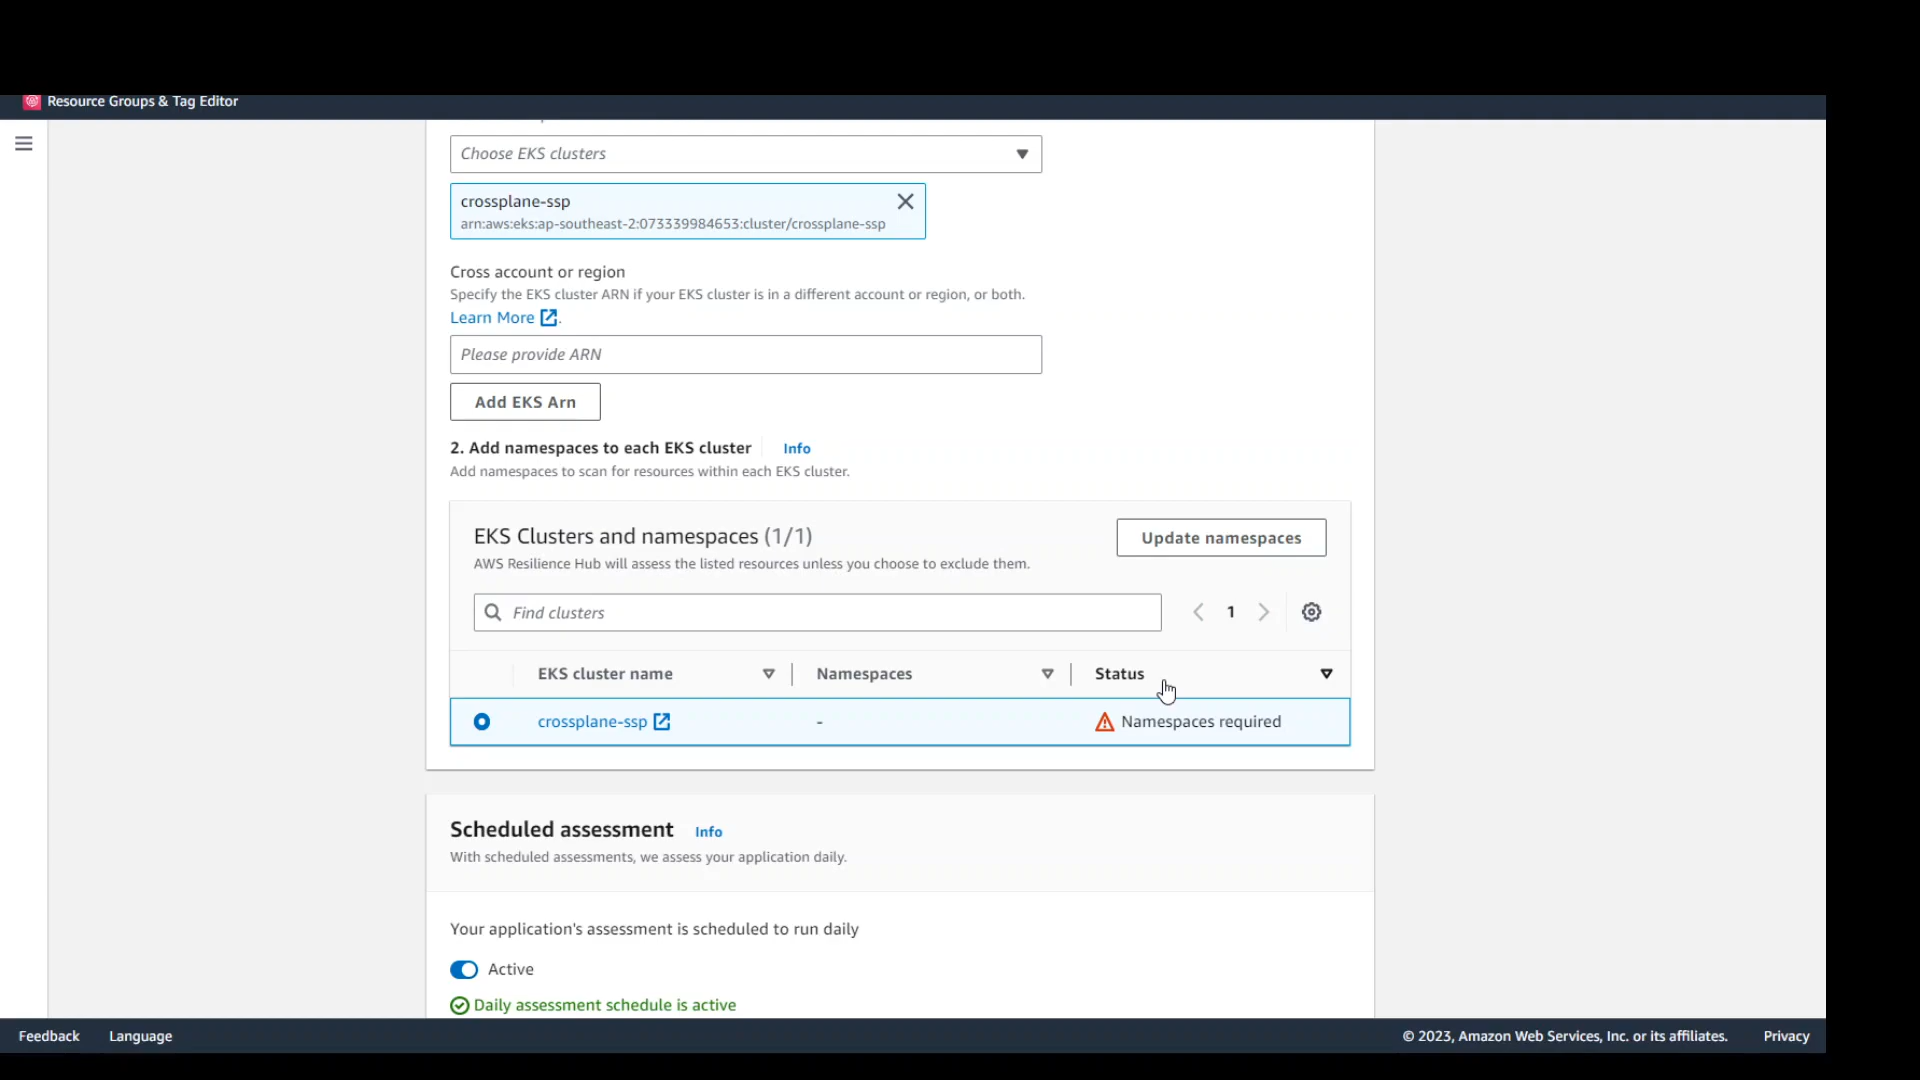 Resource Groups & Tag Editor
Choose EKS clusters
crossplane-ssp
arn:aws:eks:ap-southeast-2:073339984653:cluster/crossplane-ssp
Cross account or region
Specify the EKS cluster ARN if your EKS cluster is in a different account or region, or both.
Learn More .
Please provide ARN
Add EKS Arn
2. Add namespaces to each EKS cluster Info
Add namespaces to scan for resources within each EKS cluster.
EKS Clusters and namespaces (1/1)
Update namespaces
AWS Resilience Hub will assess the listed resources unless you choose to exclude them.
Find clusters
1
EKS cluster name Namespaces Status
crossplane-ssp - Namespaces required
Scheduled assessment Info
With scheduled assessments, we assess your application daily.
Your application's assessment is scheduled to run daily
Active
Daily assessment schedule is active
Feedback Language © 2023, Amazon Web Services, Inc. or its affiliates. Privacy